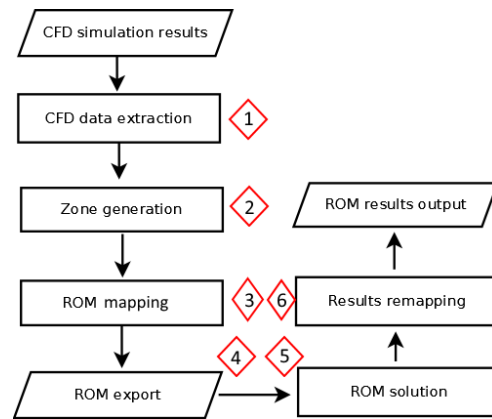 CFD simulation results
CFD data extraction
1
Zone generation
2
ROM results output
ROM mapping
3
6
Results remapping
4
5
ROM export
ROM solution